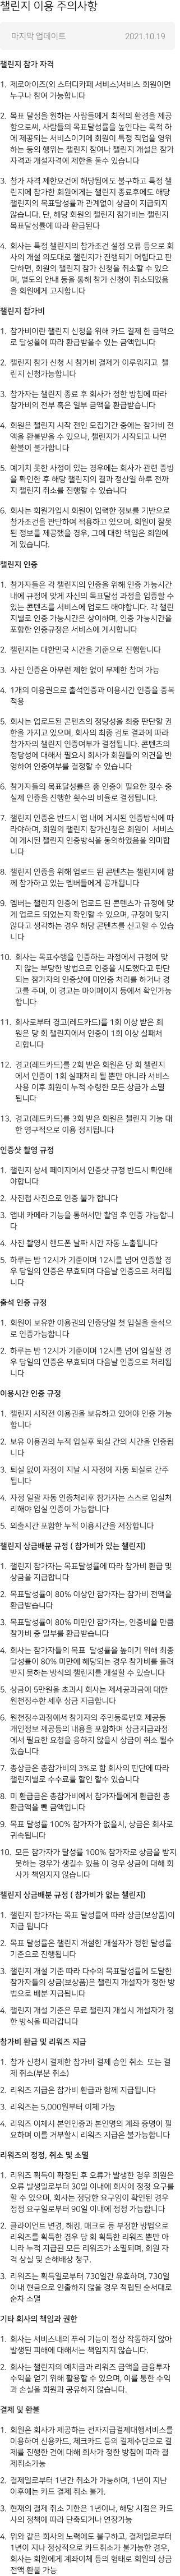 챌린지 이용 주의사항
마지막 업데이트 2021.10.19
챌린지 참가 자격
1. 제로아이즈(외 스터디카페 서비스)서비스 회원이면
누구나 참여 가능합니다
2. 목표 달성을 원하는 사람들에게 최적의 환경을 제공
함으로써, 사람들의 목표달성률을 높인다는 목적 하
에 제공되는 서비스이기에 회원이 특정 직업을 영위
하는 등의 행위는 챌린지 참여나 챌린지 개설은 참가
자격과 개설자격에 제한을 둘수 있습니다
3. 참가 자격 제한요건에 해당됨에도 불구하고 특정 챌
린지에 참가한 회원에게는 챌린지 종료후에도 해당
챌린지의 목표달성률과 관계없이 상금이 지급되지
않습니다. 단, 해당 회원의 챌린지 참가비는 챌린지
목표달성률에 따라 환급된다
4. 회사는 특정 챌린지의 참가조건 설정 오류 등으로 회
사의 개설 의도대로 챌린지가 진행되기 어렵다고 판
단하면, 회원의 챌린지 참가 신청을 취소할 수 있으
며, 별도의 안내 등을 통해 참가 신청이 취소되었음
을 회원에게 고지합니다
챌린지 참가비
1. 참가비이란 챌린지 신청을 위해 카드 결제 한 금액으
로 달성율에 따라 환급받을수 있는 금액입니다
2. 챌린지 참가 신청 시 참가비 결제가 이루워지고 챌
린지 신청가능합니다
3. 참가자는 챌린지 종료 후 회사가 정한 방침에 따라
참가비의 전부 혹은 일부 금액을 환급받습니다
4. 회원은 챌린지 시작 전인 모집기간 중에는 참가비 전
액을 환불받을 수 있으나, 챌린지가 시작되고 나면
환불이 불가합니다
5. 예기치 못한 사정이 있는 경우에는 회사가 관련 증빙
을 확인한 후 해당 챌린지의 결과 정산일 하루 전까
지 챌린지 취소를 진행할 수 있습니다
6. 회사는 회원가입시 회원이 입력한 정보를 기반으로
참가조건을 판단하여 적용하고 있으며, 회원이 잘못
된 정보를 제공했을 경우, 그에 대한 책임은 회원에
게 있습니다.
챌린지 인증
1. 참가자들은 각 챌린지의 인증을 위해 인증 가능시간
내에 규정에 맞게 자신의 목표달성 과정을 입증할 수
있는 콘텐츠를 서비스에 업로드 해야합니다. 각 챌린
지별로 인증 가능시간은 상이하며, 인증 가능시간을
포함한 인증규정은 서비스에 게시합니다
2. 챌린지는 대한민국 시간을 기준으로 진행합니다
3. 사진 인증은 아무런 제한 없이 무제한 참여 가능
4. 1개의 이용권으로 출석인증과 이용시간 인증을 중복
적용
5. 회사는 업로드된 콘텐츠의 정당성을 최종 판단할 권
한을 가지고 있으며, 회사의 최종 검토 결과에 따라
참가자의 챌린지 인증여부가 결정됩니다. 콘텐츠의
정당성에 대해서 필요시 회사가 회원들의 의견을 반
영하여 인증여부를 결정할 수 있습니다
6. 참가자들의 목표달성률은 총 인증이 필요한 횟수 중
실제 인증을 진행한 횟수의 비율로 결정됩니다.
7. 챌린지 인증은 반드시 앱 내에 게시된 인증방식에 따
라야하며, 회원의 챌린지 참가신청은 회원이 서비스
에 게시된 챌린지 인증방식을 동의하였음을 의미합
니다
8. 챌린지 인증을 위해 업로드 된 콘텐츠는 챌린지에 함
께 참가하고 있는 멤버들에게 공개됩니다
9. 멤버는 챌린지 인증에 업로드 된 콘텐츠가 규정에 맞
게 업로드 되었는지 확인할 수 있으며, 규정에 맞지
않다고 생각하는 경우 해당 콘텐츠를 신고할 수 있습
니다
10. 회사는 목표수행을 인증하는 과정에서 규정에 맞
지 않는 부당한 방법으로 인증을 시도했다고 판단
되는 참가자의 인증샷에 미인증 처리를 하거나 경
고를 주며, 이 경고는 마이페이지 등에서 확인가능
합니다
11. 회사로부터 경고(레드카드)를 1회 이상 받은 회
원은 당 회 챌린지에서 인증이 1회 이상 실패처
리합니다
12. 경고(레드카드)를 2회 받은 회원은 당 회 챌린지
에서 인증이 1회 실패처리 될 뿐만 아니라 서비스
사용 이후 회원이 누적 수령한 모든 상금가 소멸
됩니다
13. 경고(레드카드)를 3회 받은 회원은 챌린지 기능 대
한 영구적으로 이용 정지됩니다
인증샷 촬영 규정
1. 챌린지 상세 페이지에서 인증샷 규정 반드시 확인해
야합니다
2. 사진첩 사진으로 인증 불가 합니다
3. 앱내 카메라 기능을 통해서만 촬영 후 인증 가능합니
다
4. 사진 촬영시 핸드폰 날짜 시간 자동 노출됩니다
5. 하루는 밤 12시가 기준이며 12시를 넘어 인증할 경
우 당일의 인증은 무효되며 다음날 인증으로 처리됩
니다
출석 인증 규정
1. 회원이 보유한 이용권의 인증당일 첫 입실을 출석으
로 인증가능합니다
2. 하루는 밤 12시가 기준이며 12시를 넘어 입실할 경
우 당일의 인증은 무효되며 다음날 인증으로 처리됩
니다
이용시간 인증 규정
1. 챌린지 시작전 이용권을 보유하고 있어야 인증 가능
합니다
2. 보유 이용권의 누적 입실후 퇴실 간의 시간을 인증됩
니다
3. 퇴실 없이 자정이 지날 시 자정에 자동 퇴실로 간주
됩니다
4. 자정 일괄 자동 인증처리후 참가자는 스스로 입실처
리해야 입실 인증이 가능합니다
5. 외출시간 포함한 누적 이용시간을 저장합니다
챌린지 상금배분 규정 ( 참가비가 있는 챌린지)
1. 챌린지 참가자는 목표달성률에 따라 참가비 환급 및
상금을 지급합니다
2. 목표달성률이 80% 이상인 참가자는 참가비 전액을
환급받습니다
3. 목표달성률이 80% 미만인 참가자는, 인증비율 만큼
참가비 중 일부를 환급받습니다
4. 회사는 참가자들의 목표 달성률을 높이기 위해 최종
달성률이 80% 미만에 해당되는 경우 참가비를 돌려
받지 못하는 방식의 챌린지를 개설할 수 있습니다
5. 상금이 5만원을 초과시 회사는 제세공과금에 대한
원천징수한 세후 상금 지급합니다
6. 원천징수과정에서 참가자의 주민등록번호 제공등
개인정보 제공등의 내용을 포함하며 상금지급과정
에서 필요한 요청을 응하지 않을시 상금이 취소 될수
있습니다
7. 총상금은 총참가비의 3%로 함 회사의 판단에 따라
챌린지별로 수수료를 할인 할수 있습니다
8. 미 환급금은 총참가비에서 참가자들에게 환급한 총
환급액을 뺀 금액입니다
9. 목표 달성률 100% 참가자가 없을시, 상금은 회사로
귀속됩니다
10. 모든 참가자가 달성률 100% 참가자로 상금을 받지
못하는 경우가 생길수 있음 이 경우 상금에 대해 회
사가 책임지지 않습니다
챌린지 상금배분 규정 ( 참가비가 없는 챌린지)
1. 챌린지 참가자는 목표 달성률에 따라 상금(보상품)이
지급 됩니다
2. 목표 달성률은 챌린지 개설한 개설자가 정한 달성률
기준으로 진행됩니다
3. 챌린지 개설 기준 따라 다수의 목표달성률에 도달한
참가자들의 상금(보상품)은 챌린지 개설자가 정한 방
법으로 배분 지급됩니다
4. 챌린지 개설 기준은 무료 챌린지 개설시 개설자가 정
한 방식을 따라갑니다
참가비 환급 및 리워즈 지급
1. 참가 신청시 결제한 참가비 결제 승인 취소 또는 결
제 취소(부분 취소)
2. 리워즈 지급은 참가비 환급과 함께 지급됩니다
3. 리워즈는 5,000원부터 이체 가능
4. 리워즈 이체시 본인인증과 본인명의 계좌 증명이 필
요하며 이를 거부할시 리워즈 지급은 불가능합니다
리워즈의 정정, 취소 및 소멸
1. 리워즈 획득이 확정된 후 오류가 발생한 경우 회원은
오류 발생일로부터 30일 이내에 회사에 정정 요구를
할 수 있으며, 회사는 정당한 요구임이 확인된 경우
정정 요구일로부터 90일 이내에 정정 가능합니다
2. 클라이언트 변경, 해킹, 매크로 등 부정한 방법으로
리워즈를 획득한 경우 당 회 획득한 리워즈 뿐만 아
니라 누적 지급된 모든 리워즈가 소멸되며, 회원 자
격 상실 및 손해배상 청구.
3. 리워즈는 획득일로부터 730일간 유효하며, 730일
이내 현금으로 인출하지 않을 경우 적립된 순서대로
순차 소멸
기타 회사의 책임과 권한
1. 회사는 서비스내의 푸쉬 기능이 정상 작동하지 않아
발생된 피해에 대해서는 책임지지 않습니다.
2. 회사는 챌린지의 예치금과 리워즈 금액을 금융투자
수익을 얻기 위해 활용할 수 있으며, 이를 통한 수익
과 손실을 회원과 공유하지 않습니다.
결제 및 환불
1. 회원은 회사가 제공하는 전자지급결제대행서비스를
이용하여 신용카드, 체크카드 등의 결제수단으로 결
제를 진행한 건에 대해 회사가 정한 방침에 따라 결
제취소가능
2. 결제일로부터 1년간 취소가 가능하며, 1년이 지난
이후에는 카드 결제 취소 불가.
3. 현재의 결제 취소 기한은 1년이나, 해당 시점은 카드
사의 정책에 따라 단축되거나 연장가능
4. 위와 같은 회사의 노력에도 불구하고, 결제일로부터
1년이 지나 정상적으로 카드취소가 불가능한 경우,
회사는 회원에게 계좌이체 등의 형태로 회원의 상금
전액 환불 가능